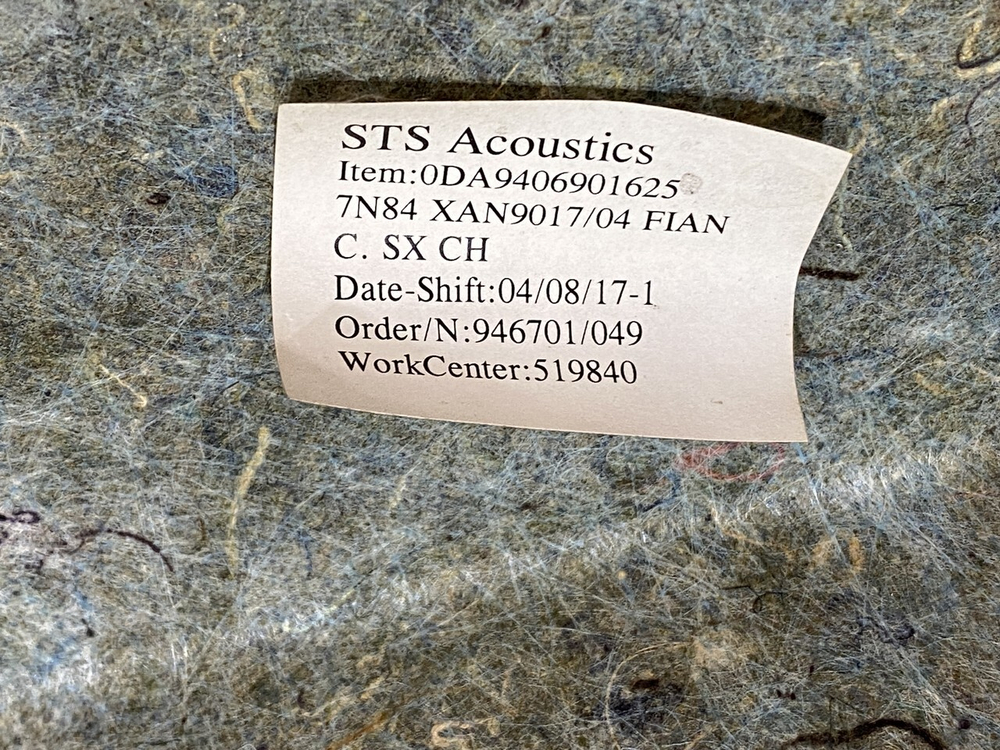 STS Acoustics
Item:0DA9406901625
7N84 XAN9017/04 FIAN
C. SX CH
Date-Shift:04/08/17-1
Order/N:946701/049
WorkCenter:519840